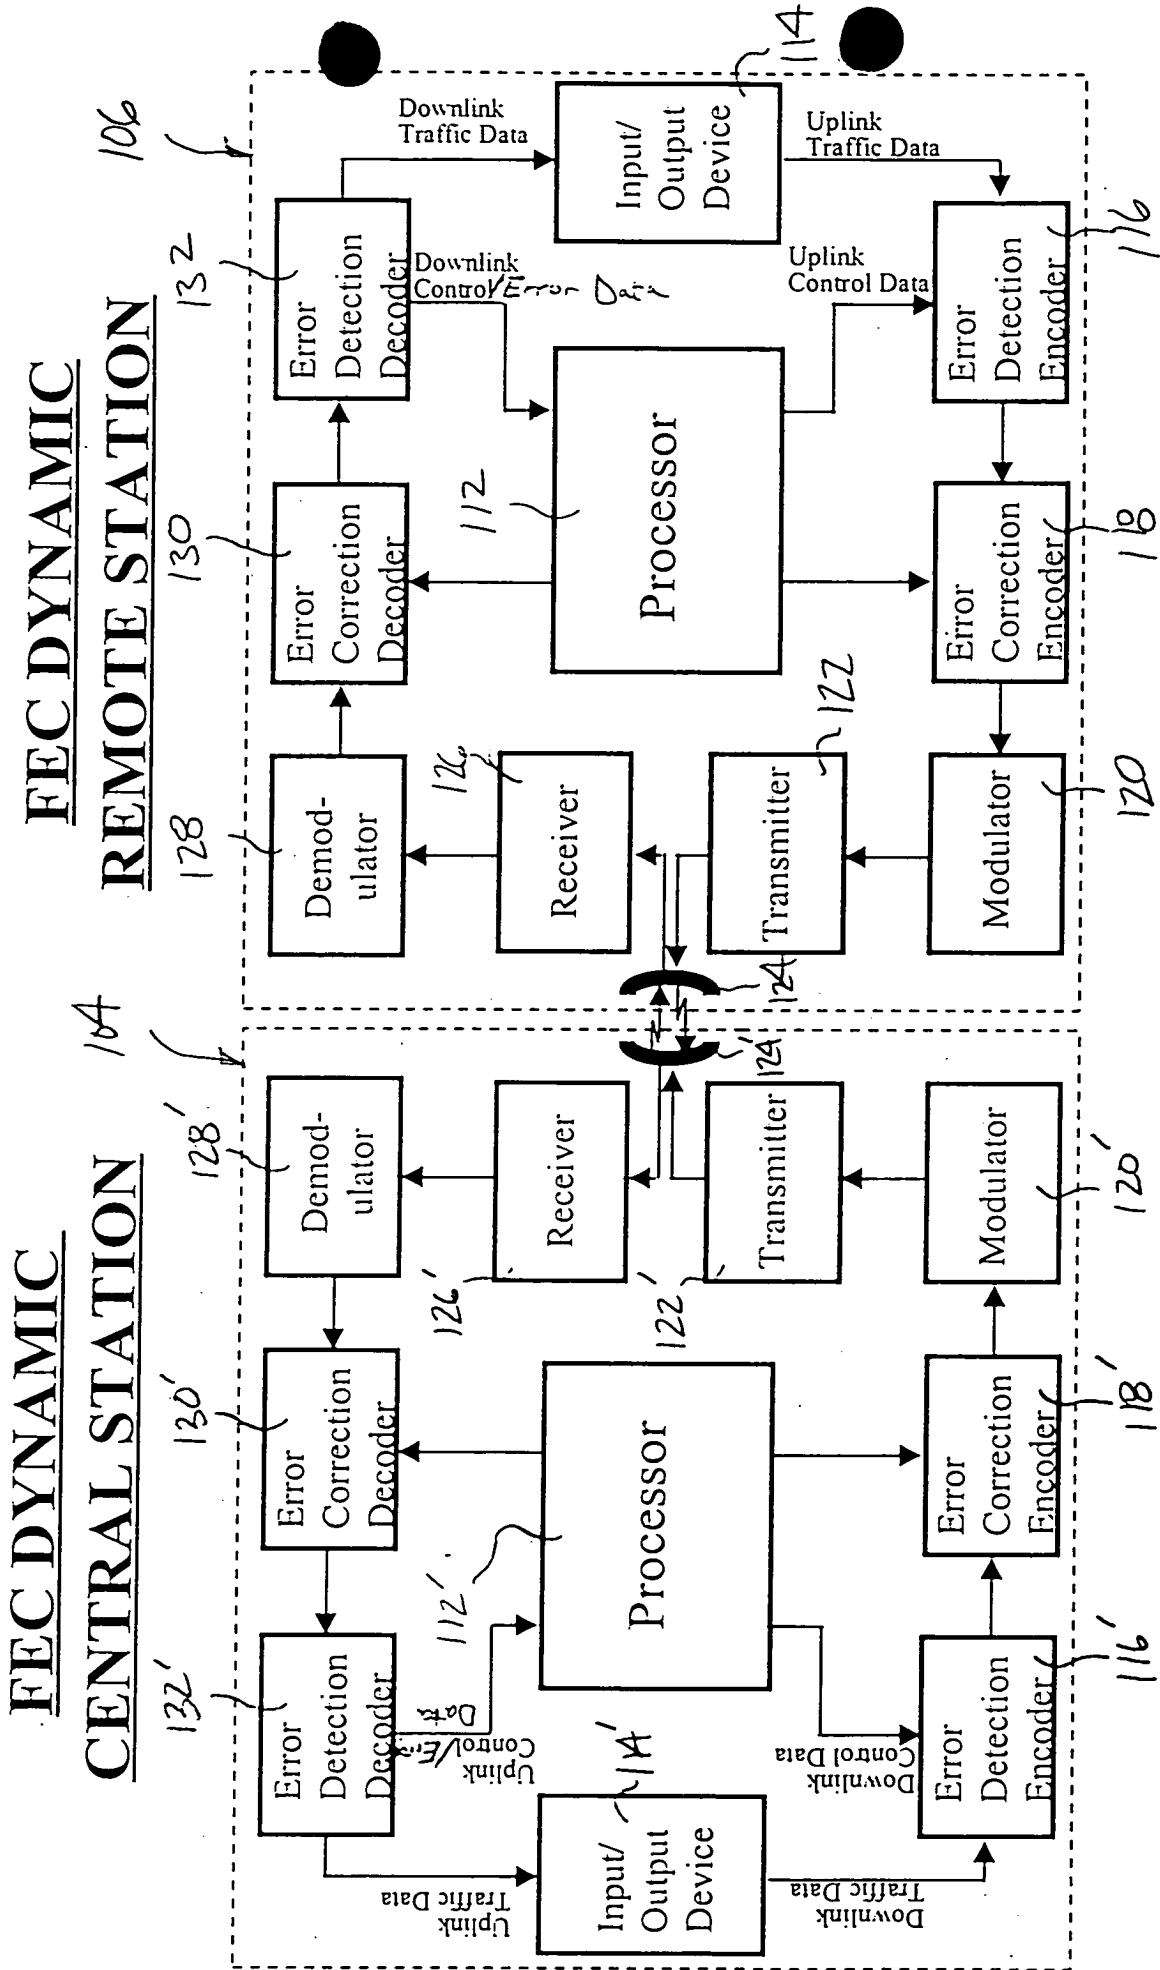 FEC DYNAMIC
CENTRAL STATION
104
132'
130'
128'
Error
Detection
Decoder
Error
Correction
Decoder
Demod-
ulator
Uplink
Traffic Data
Uplink
Control
/Error
Data
112'
126'
Receiver
Input/
Output
Device
114'
Processor
122'
Transmitter
124'
Downlink
Traffic Data
Downlink
Control Data
Error
Detection
Encoder
Error
Correction
Encoder
Modulator
116'
118'
120'
FEC DYNAMIC
REMOTE STATION
106
128
130
132
Demod-
ulator
Error
Correction
Decoder
Error
Detection
Decoder
126
Receiver
112
Downlink
Control/Error Data
Downlink
Traffic Data
Processor
Input/
Output
Device
114
124
Transmitter
122
Uplink
Control Data
Uplink
Traffic Data
Modulator
Error
Correction
Encoder
Error
Detection
Encoder
120
118
116